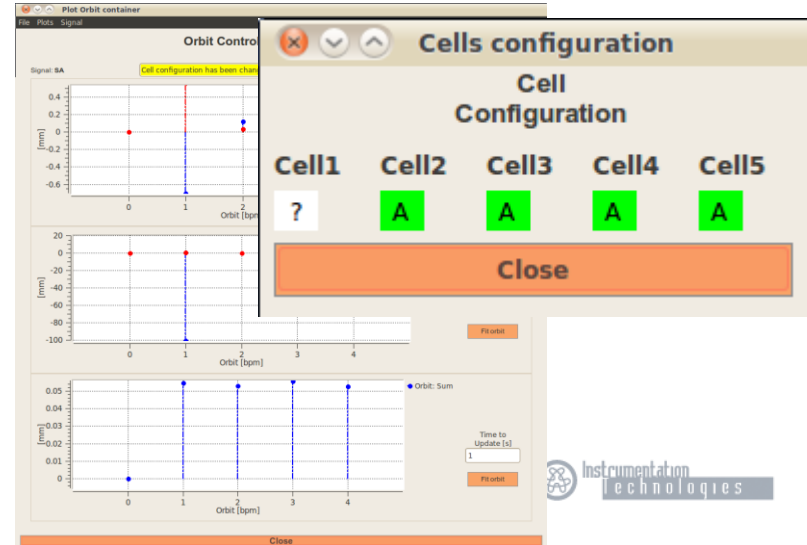 Plot Orbit container
File Plots Signal
Orbit Control
Signal: SA
Cell configuration has been chan
0.4
0.2
0
-0.2
-0.4
-0.6
[mm]
0 1 2
Orbit [bpm
Cells configuration
Cell
Configuration
Cell1 Cell2 Cell3 Cell4 Cell5
? A A A A
Close
20
0
-20
-40
-60
-80
-100
[mm]
0 1 2 3 4
Orbit [bpm]
Fit orbit
0.05
0.04
0.03
0.02
0.01
0
[mm]
0 1 2 3 4
Orbit [bpm]
Orbit: Sum
Time to
Update [s]
1
Fit orbit
Close
Instrumentation
Technologies